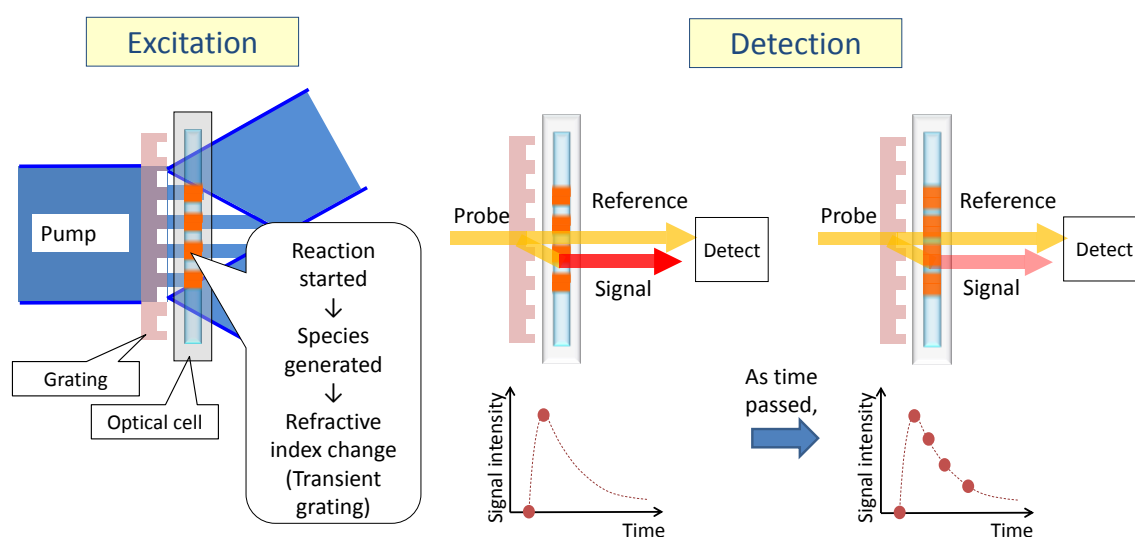 Excitation
Detection
Pump
Grating
Optical cell
Reaction
started
↓
Species
generated
↓
Refractive
index change
(Transient
grating)
Probe
Reference
Detect
Signal
Signal intensity
Time
As time
passed,
Probe
Reference
Detect
Signal
Signal intensity
Time